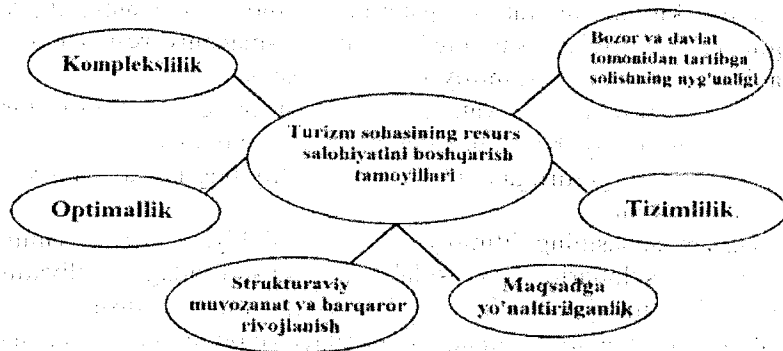 Komplekslilik
Bozor va davlat
tomonidan tartibga
solishning uyg'unligi
Turizm sohasining resurs
salohiyatini boshqarish
tamoyillari
Optimallik
Tizimlilik
Strukturaviy
muvozanat va barqaror
rivojlanish
Maqsadga
yo'naltirilganlik